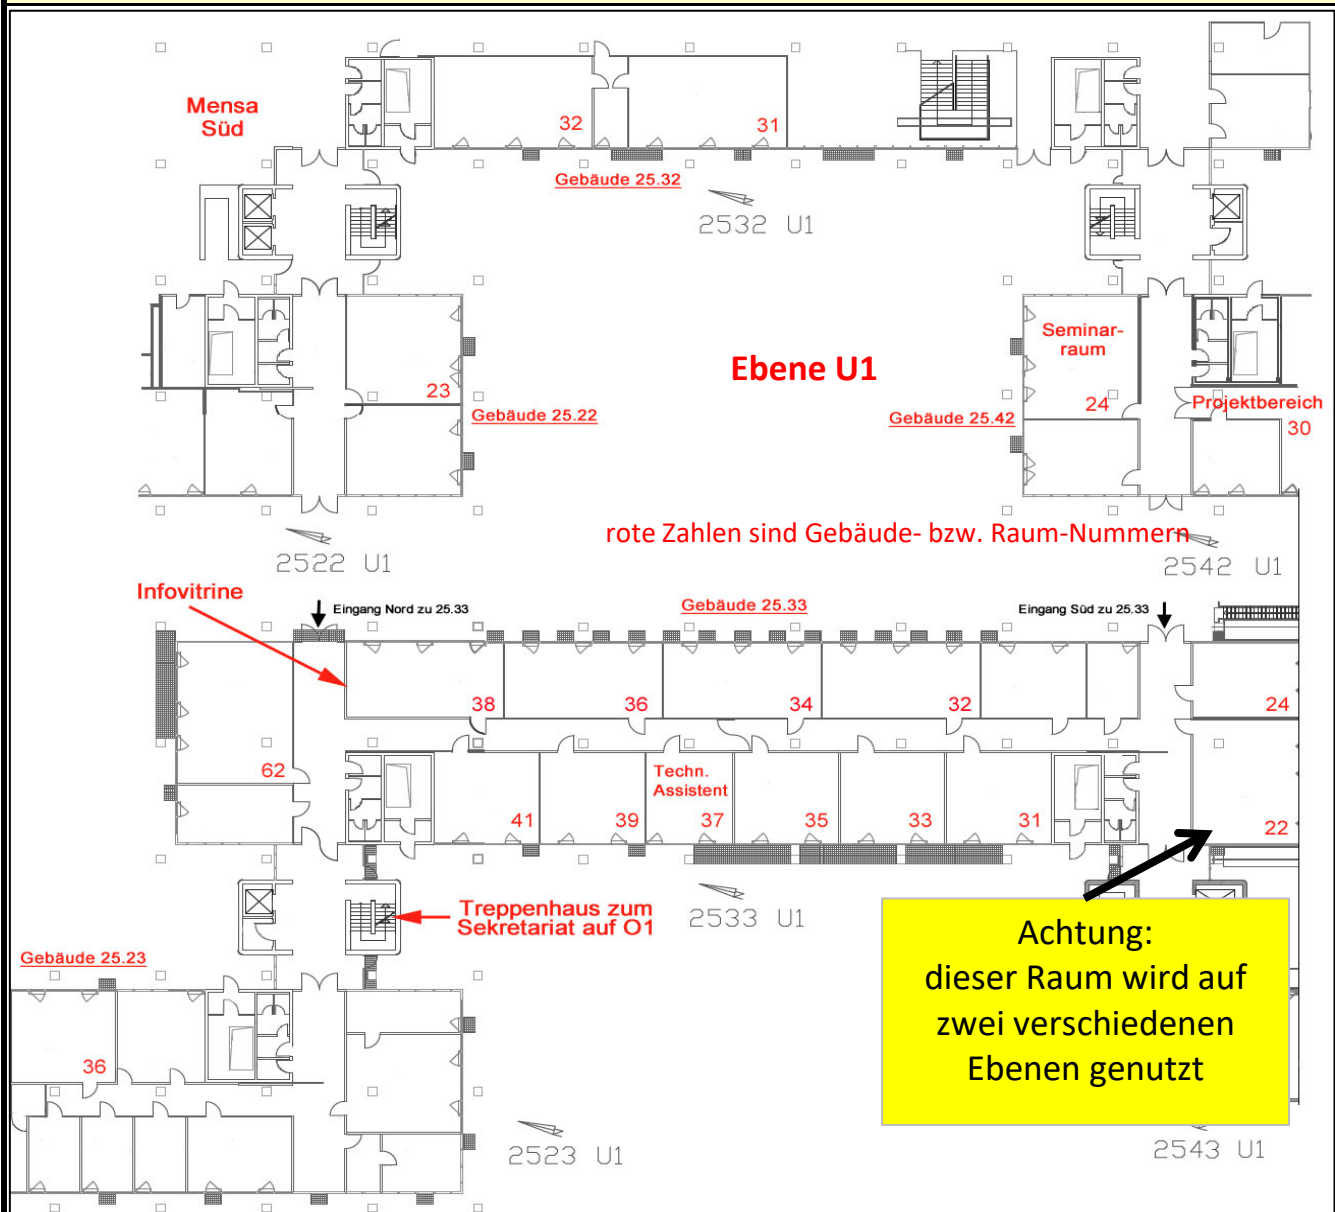 Mensa
Süd
32
31
Gebäude 25.32
2532 U1
Seminar-
raum
Ebene U1
23
24
Projektbereich
30
Gebäude 25.22
Gebäude 25.42
rote Zahlen sind Gebäude- bzw. Raum-Nummern
2522 U1
2542 U1
Infovitrine
Eingang Nord zu 25.33
Gebäude 25.33
Eingang Süd zu 25.33
38
36
34
32
24
62
Techn.
Assistent
41
39
37
35
33
31
22
Treppenhaus zum
Sekretariat auf O1
2533 U1
Achtung:
dieser Raum wird auf
zwei verschiedenen
Ebenen genutzt
Gebäude 25.23
36
2523 U1
2543 U1